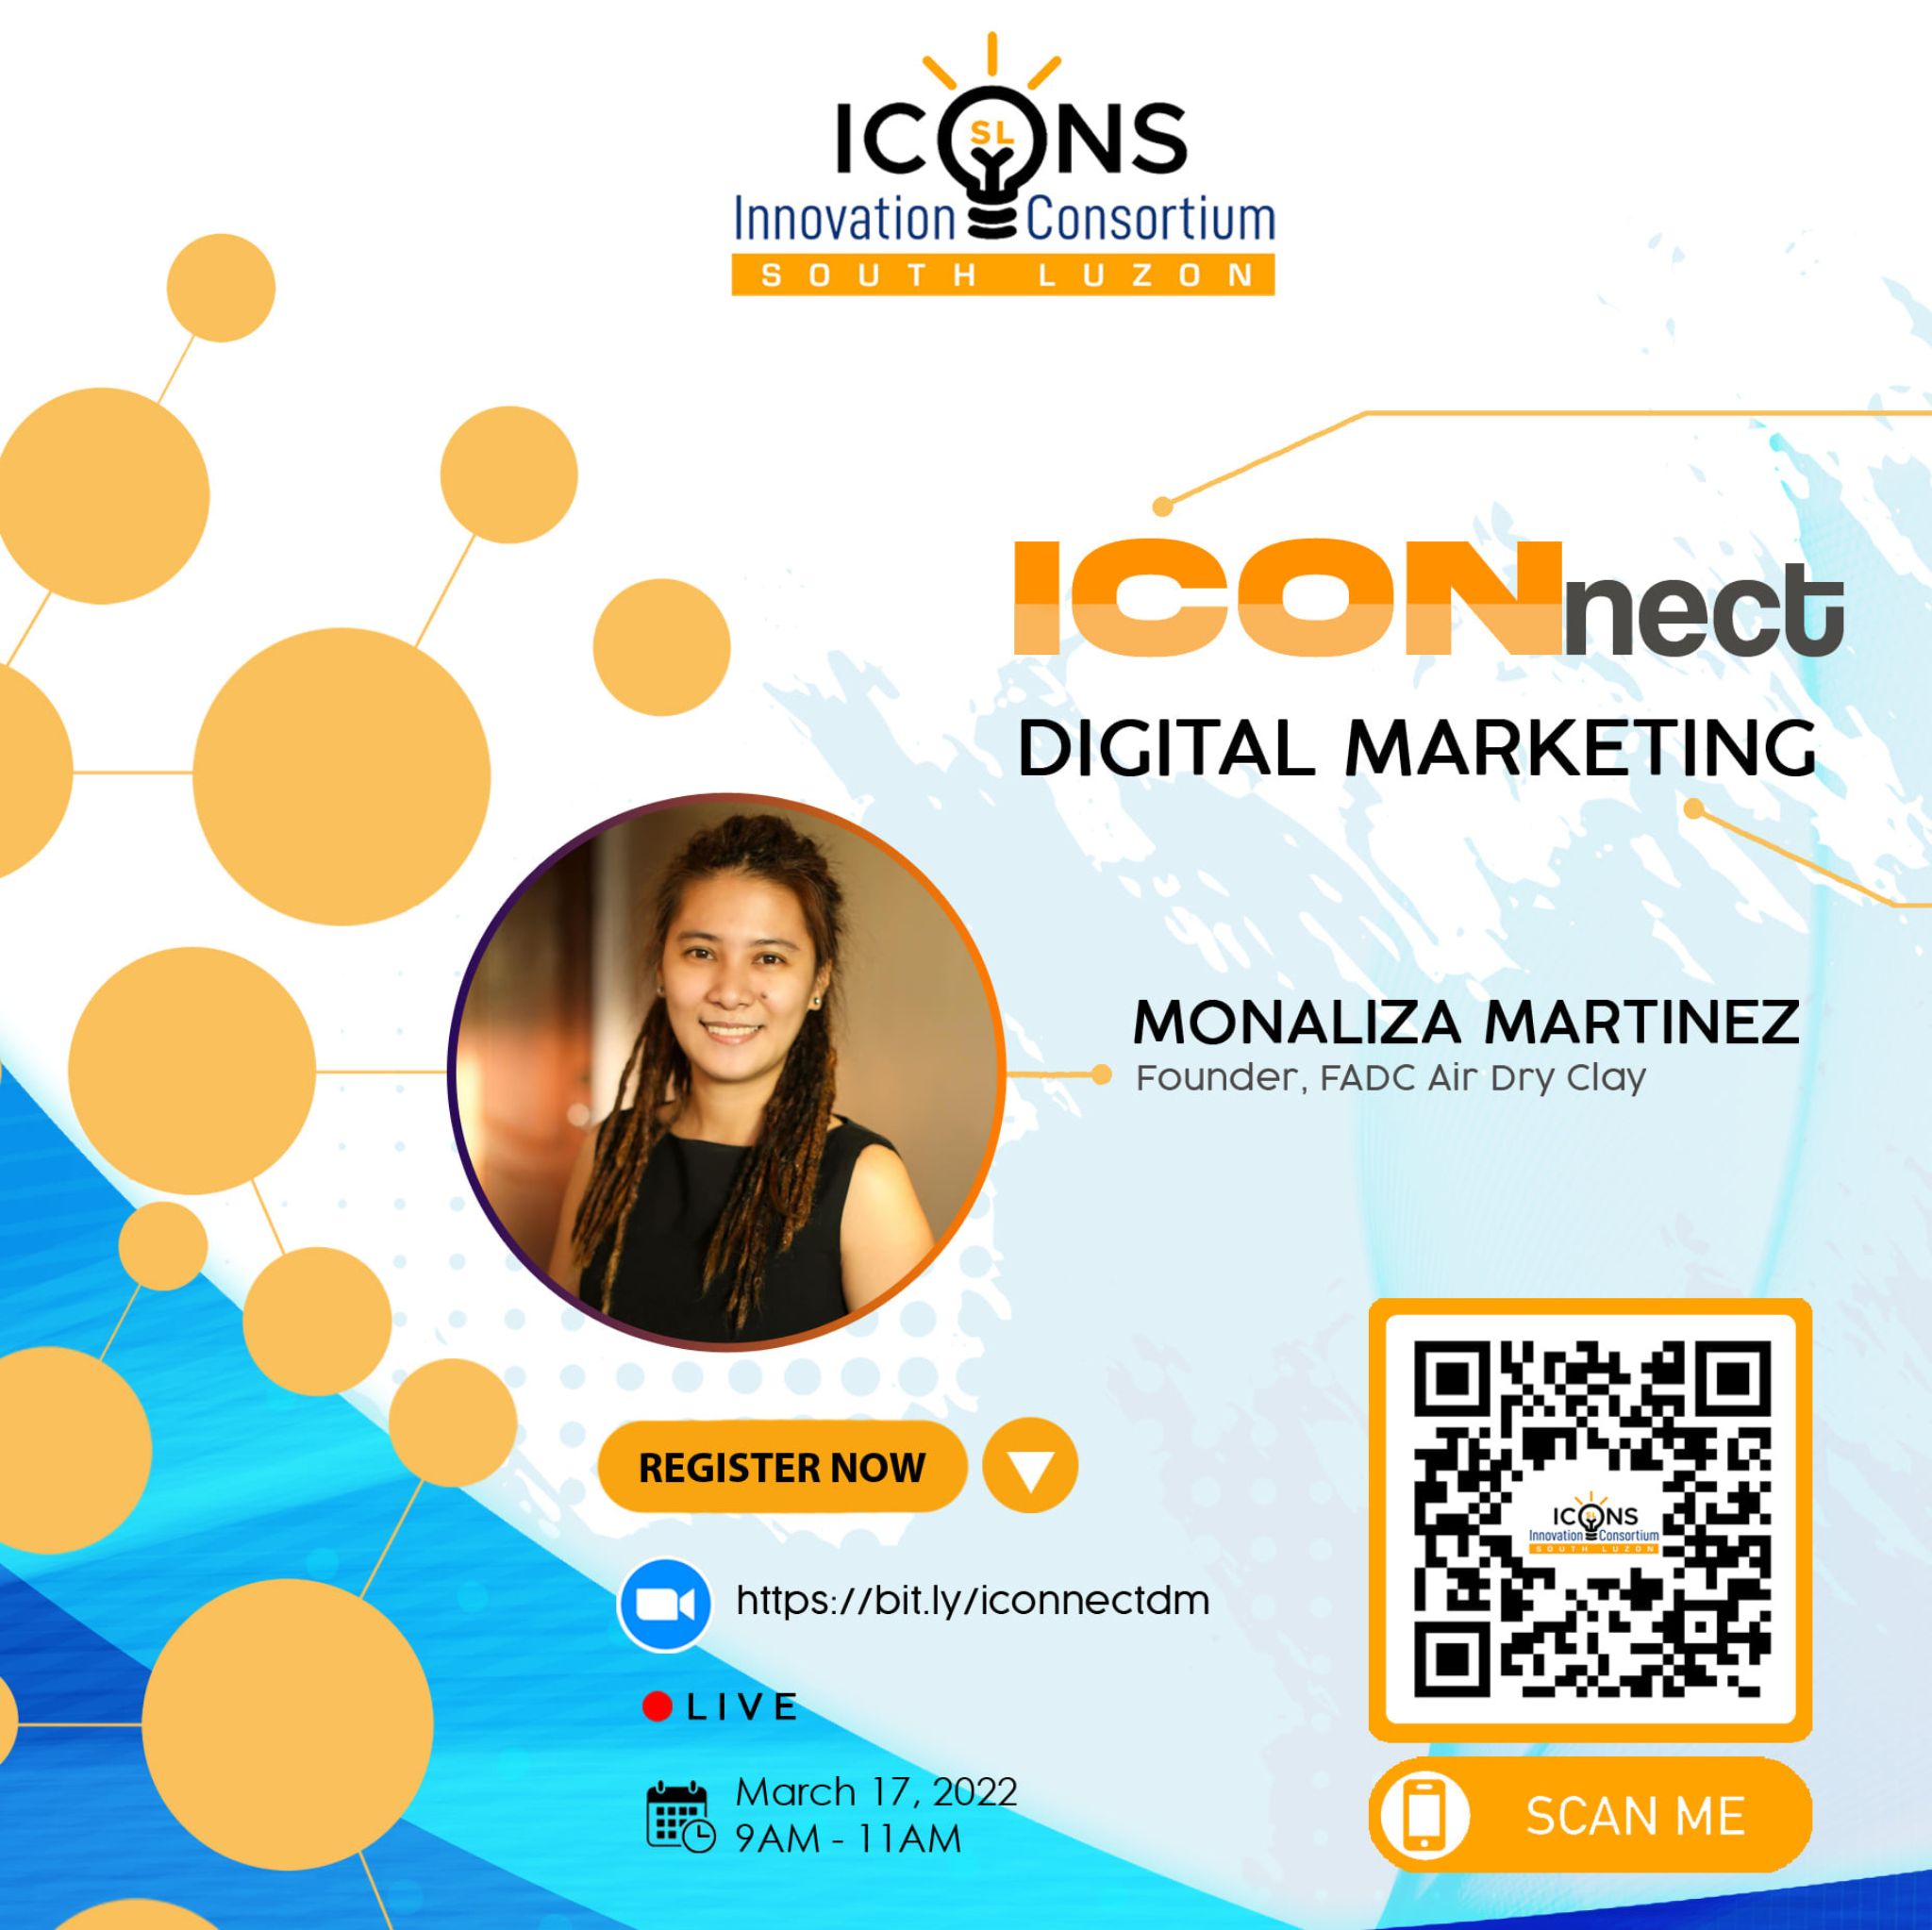 ICONS
SL
Innovation Consortium
SOUTH LUZON
ICONnect
DIGITAL MARKETING
MONALIZA MARTINEZ
Founder, FADC Air Dry Clay
REGISTER NOW
https://bit.ly/iconnectdm
LIVE
March 17, 2022
9AM - 11AM
ICONS
SL
Innovation Consortium
SOUTH LUZON
SCAN ME